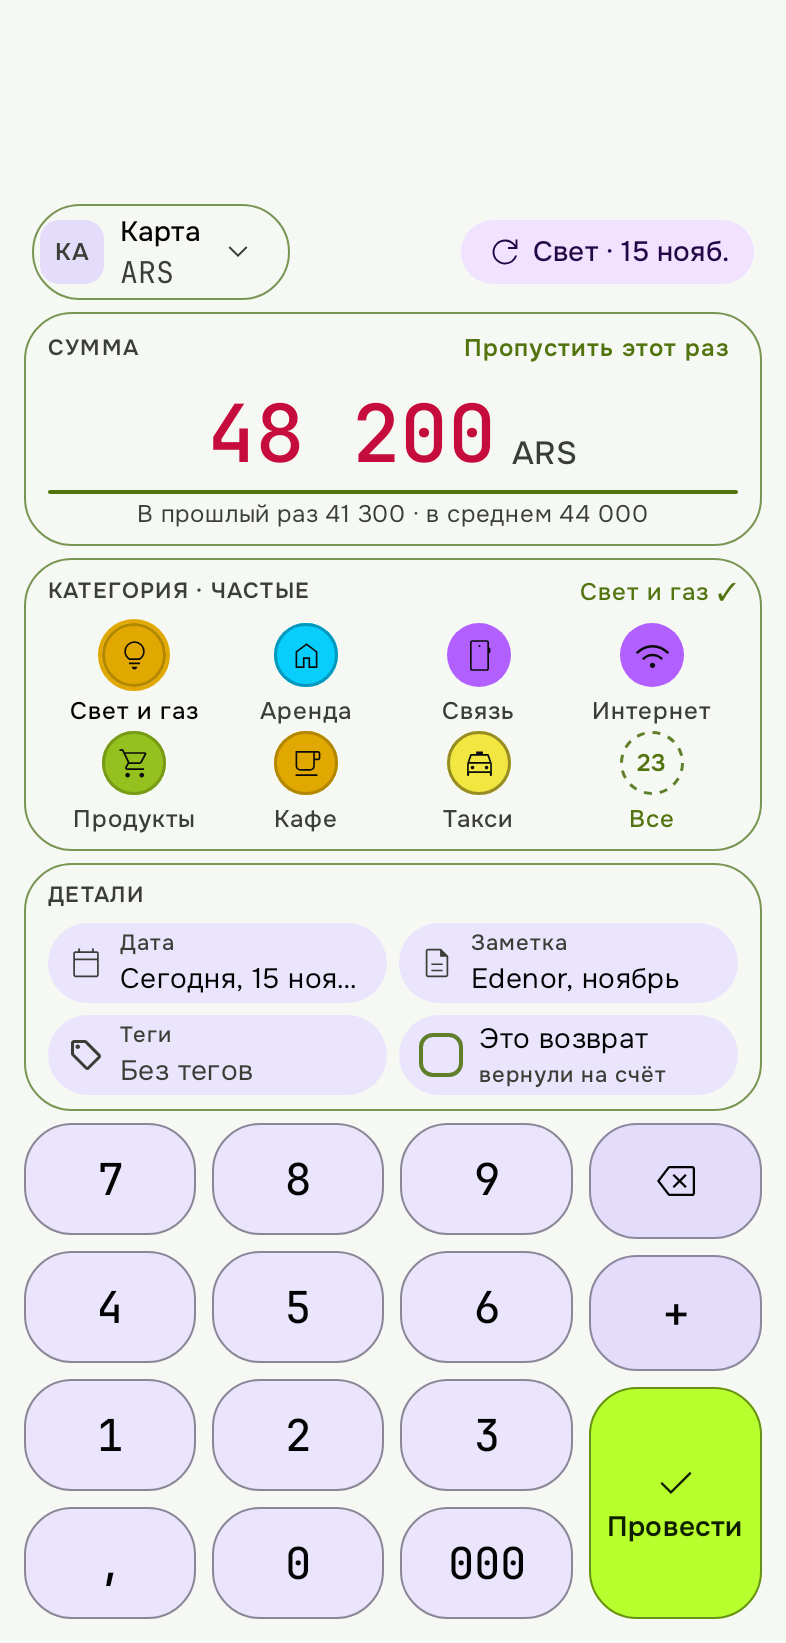 КА
Карта
ARS
Свет · 15 нояб.
СУММА
Пропустить этот раз
48 200 ARS
В прошлый раз 41 300 · в среднем 44 000
КАТЕГОРИЯ · ЧАСТЫЕ
Свет и газ ✓
Свет и газ
Аренда
Связь
Интернет
23
Продукты
Кафе
Такси
Все
ДЕТАЛИ
Дата
Сегодня, 15 ноя...
Заметка
Edenor, ноябрь
Теги
Без тегов
Это возврат
вернули на счёт
7 8 9
4 5 6 +
1 2 3
Провести
, 0 000